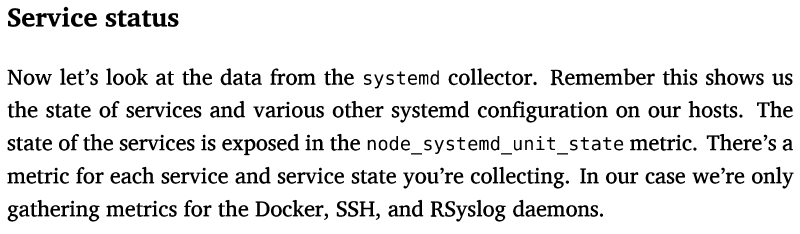 Service status
Now let’s look at the data from the systemd collector. Remember this shows us
the state of services and various other systemd configuration on our hosts. The
state of the services is exposed in the node_systemd_unit_state metric. There’s a
metric for each service and service state you’re collecting. In our case we’re only
gathering metrics for the Docker, SSH, and RSyslog daemons.